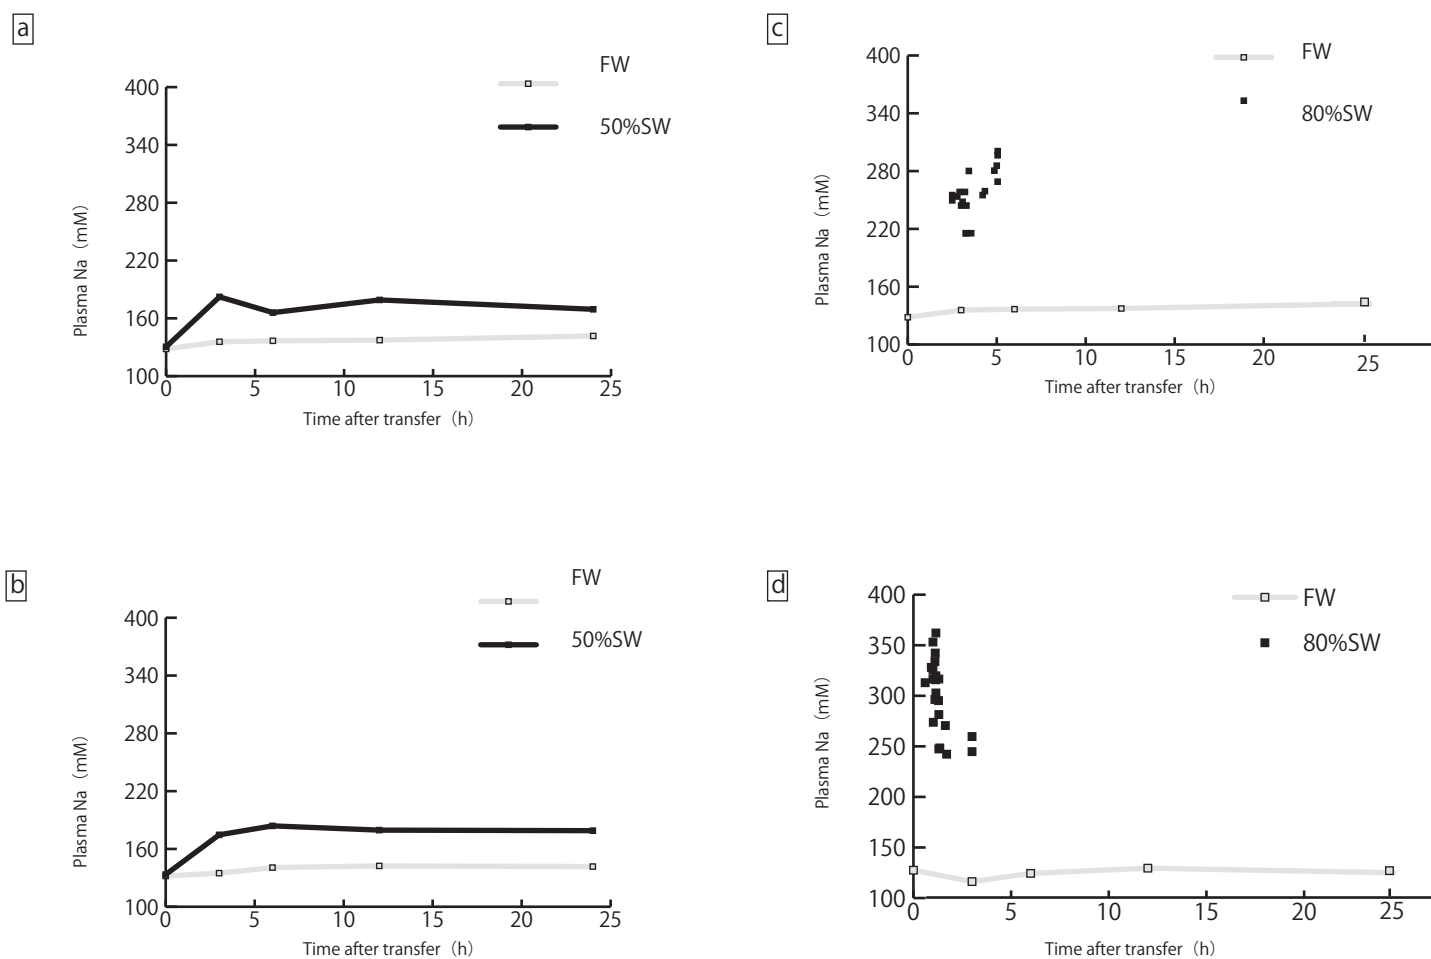 a
FW
50%SW
400
340
280
220
160
100
0 5 10 15 20 25
Plasma Na （mM）
Time after transfer （h）
c
FW
80%SW
400
340
280
220
160
100
0 5 10 15 20 25
Plasma Na （mM）
Time after transfer （h）
b
FW
50%SW
400
340
280
220
160
100
0 5 10 15 20 25
Plasma Na （mM）
Time after transfer （h）
d
FW
80%SW
400
350
300
250
200
150
100
0 5 10 15 20 25
Plasma Na （mM）
Time after transfer （h）